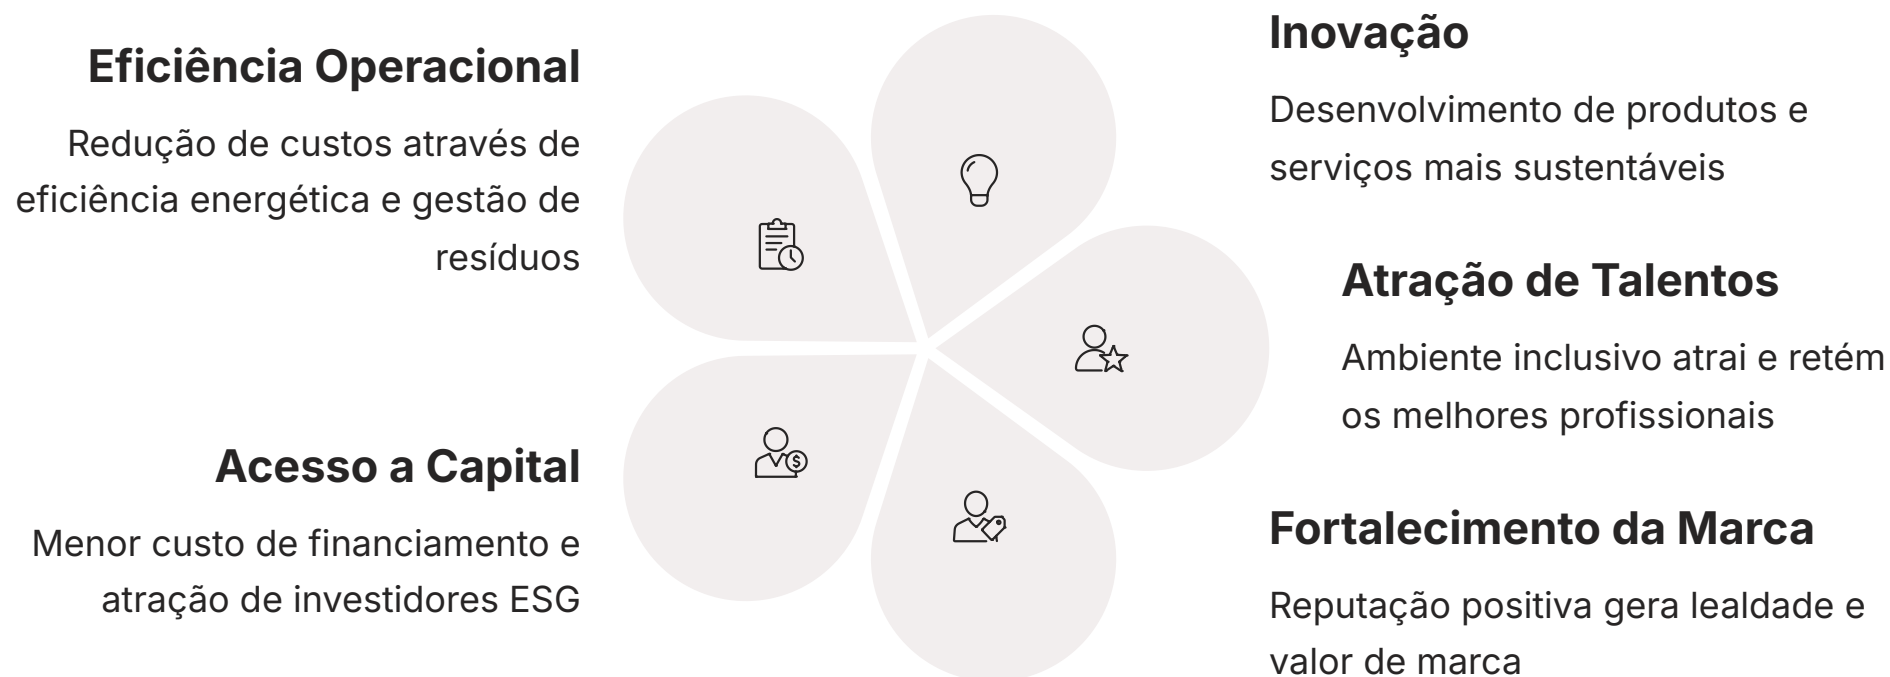 Eficiência Operacional
Redução de custos através de
eficiência energética e gestão de
resíduos
Acesso a Capital
Menor custo de financiamento e
atração de investidores ESG
$
Inovação
Desenvolvimento de produtos e
serviços mais sustentáveis
Atração de Talentos
Ambiente inclusivo atrai e retém
os melhores profissionais
Fortalecimento da Marca
Reputação positiva gera lealdade e
valor de marca